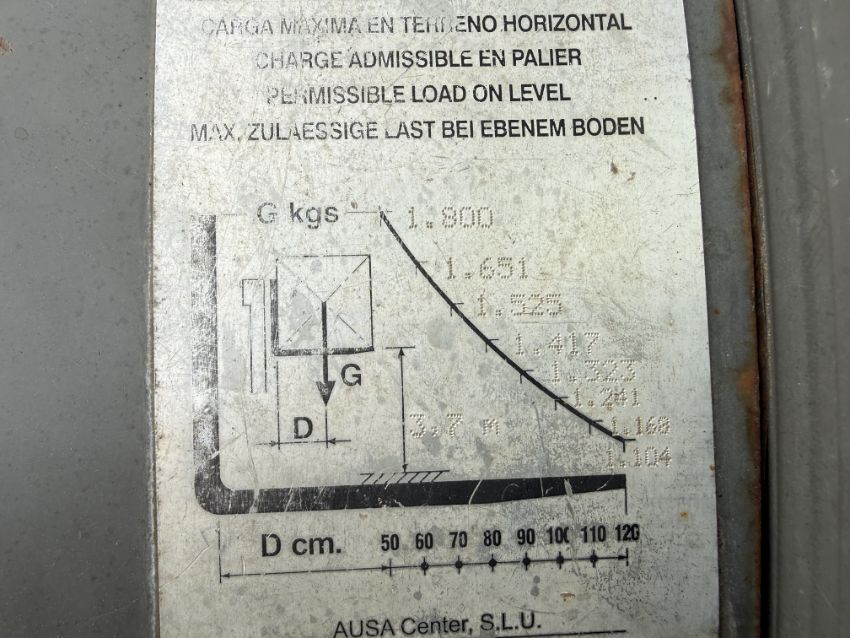 CARGA MAXIMA EN TERRENO HORIZONTAL
CHARGE ADMISSIBLE EN PALIER
PERMISSIBLE LOAD ON LEVEL
MAX. ZULAESSIGE LAST BEI EBENEM BODEN
G kgs
1.800
1.651
1.525
1.417
1.323
1.241
1.168
1.104
G
D
3.7 m
D cm.
50 60 70 80 90 100 110 120
AUSA Center, S.L.U.